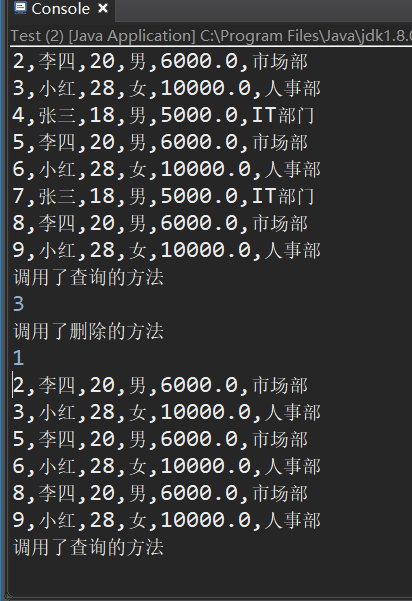 Console
Test (2) [Java Application] C:\Program Files\Java\jdk1.8.0
2,李四,20,男,6000.0,市场部
3,小红,28,女,10000.0,人事部
4,张三,18,男,5000.0,IT部门
5,李四,20,男,6000.0,市场部
6,小红,28,女,10000.0,人事部
7,张三,18,男,5000.0,IT部门
8,李四,20,男,6000.0,市场部
9,小红,28,女,10000.0,人事部
调用了查询的方法
3
调用了删除的方法
1
2,李四,20,男,6000.0,市场部
3,小红,28,女,10000.0,人事部
5,李四,20,男,6000.0,市场部
6,小红,28,女,10000.0,人事部
8,李四,20,男,6000.0,市场部
9,小红,28,女,10000.0,人事部
调用了查询的方法